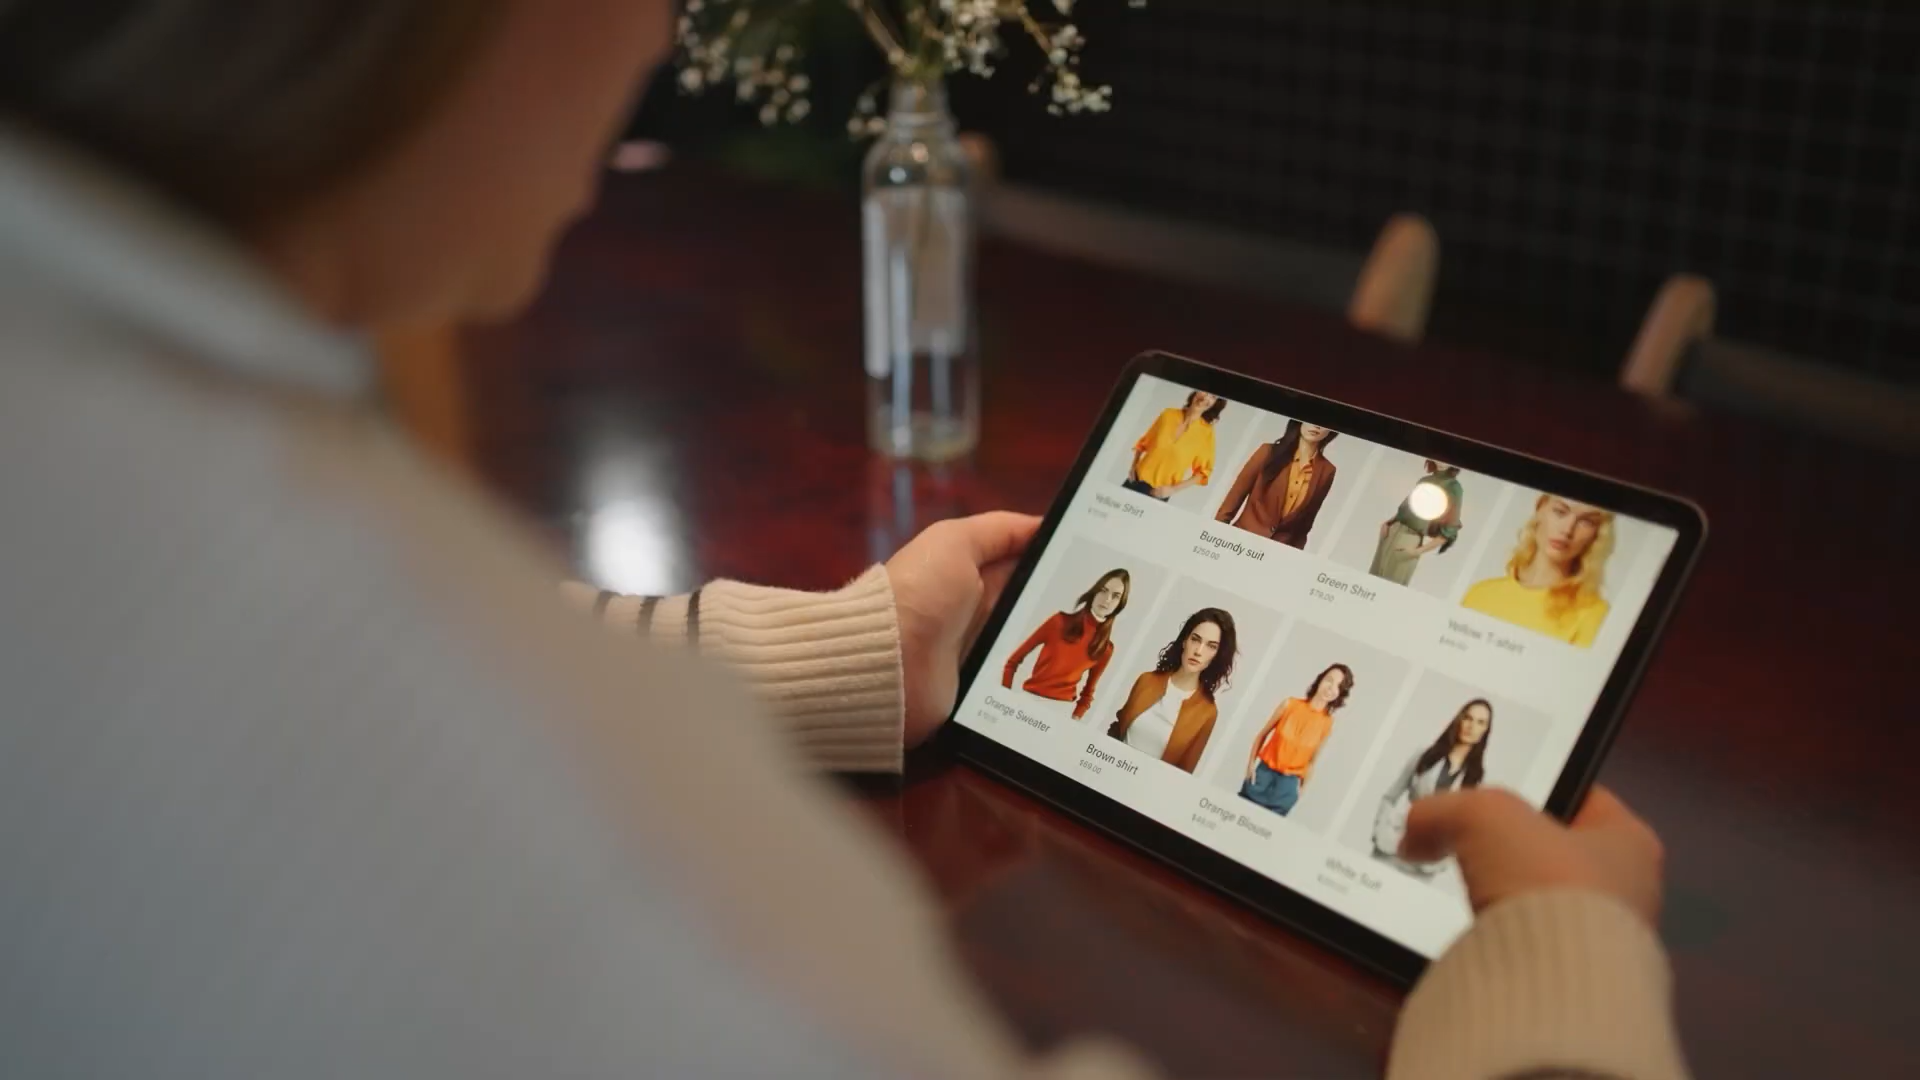 Yellow Shirt
Burgundy suit
$250.00
Green Shirt
$79.00
Yellow T-shirt
Orange Sweater
Brown shirt
$69.00
Orange Blouse
$49.00
White Suit